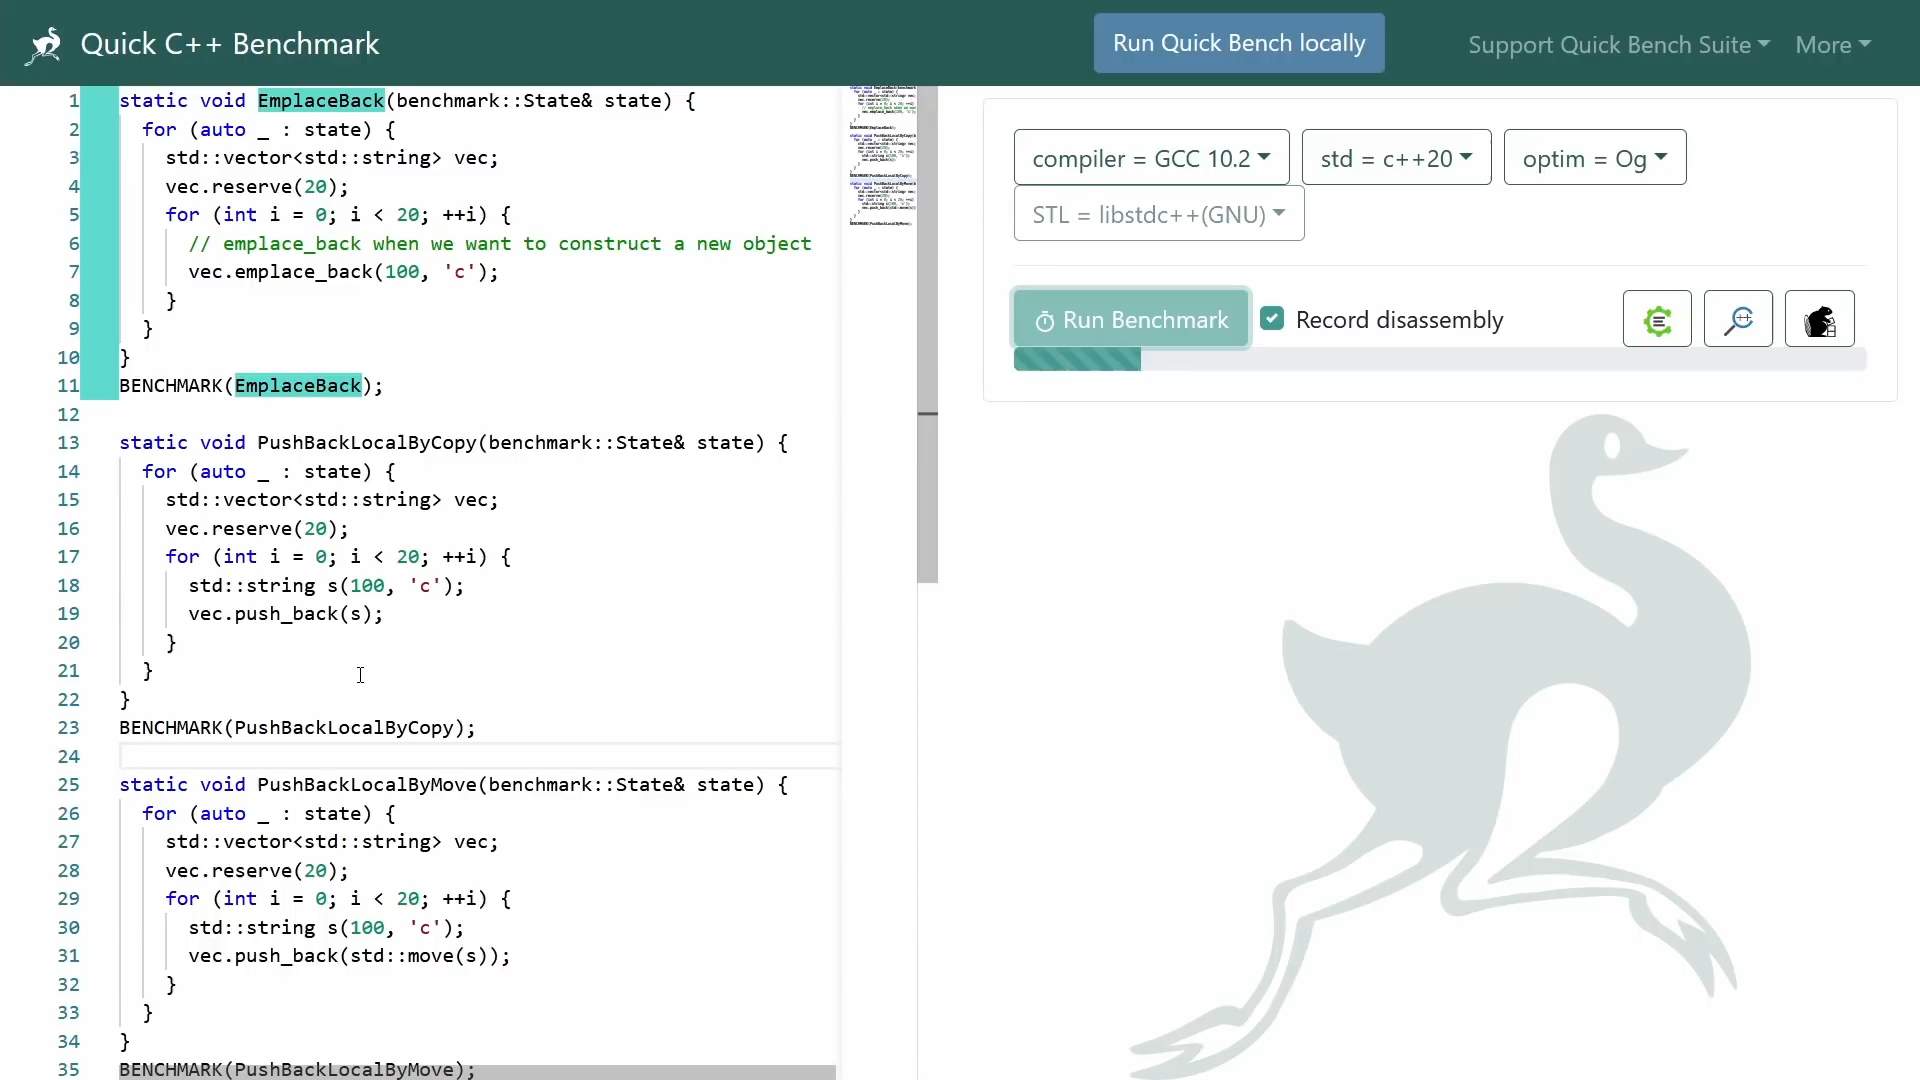 Quick C++ Benchmark
Run Quick Bench locally
Support Quick Bench Suite
More
1 static void EmplaceBack(benchmark::State& state) {
2 for (auto _ : state) {
3 std::vector<std::string> vec;
4 vec.reserve(20);
5 for (int i = 0; i < 20; ++i) {
6 // emplace_back when we want to construct a new object
7 vec.emplace_back(100, 'c');
8 }
9 }
10 }
11 BENCHMARK(EmplaceBack);
12
13 static void PushBackLocalByCopy(benchmark::State& state) {
14 for (auto _ : state) {
15 std::vector<std::string> vec;
16 vec.reserve(20);
17 for (int i = 0; i < 20; ++i) {
18 std::string s(100, 'c');
19 vec.push_back(s);
20 }
21 }
22 }
23 BENCHMARK(PushBackLocalByCopy);
24
25 static void PushBackLocalByMove(benchmark::State& state) {
26 for (auto _ : state) {
27 std::vector<std::string> vec;
28 vec.reserve(20);
29 for (int i = 0; i < 20; ++i) {
30 std::string s(100, 'c');
31 vec.push_back(std::move(s));
32 }
33 }
34 }
35 BENCHMARK(PushBackLocalByMove);
compiler = GCC 10.2
std = c++20
optim = Og
STL = libstdc++(GNU)
Run Benchmark
Record disassembly